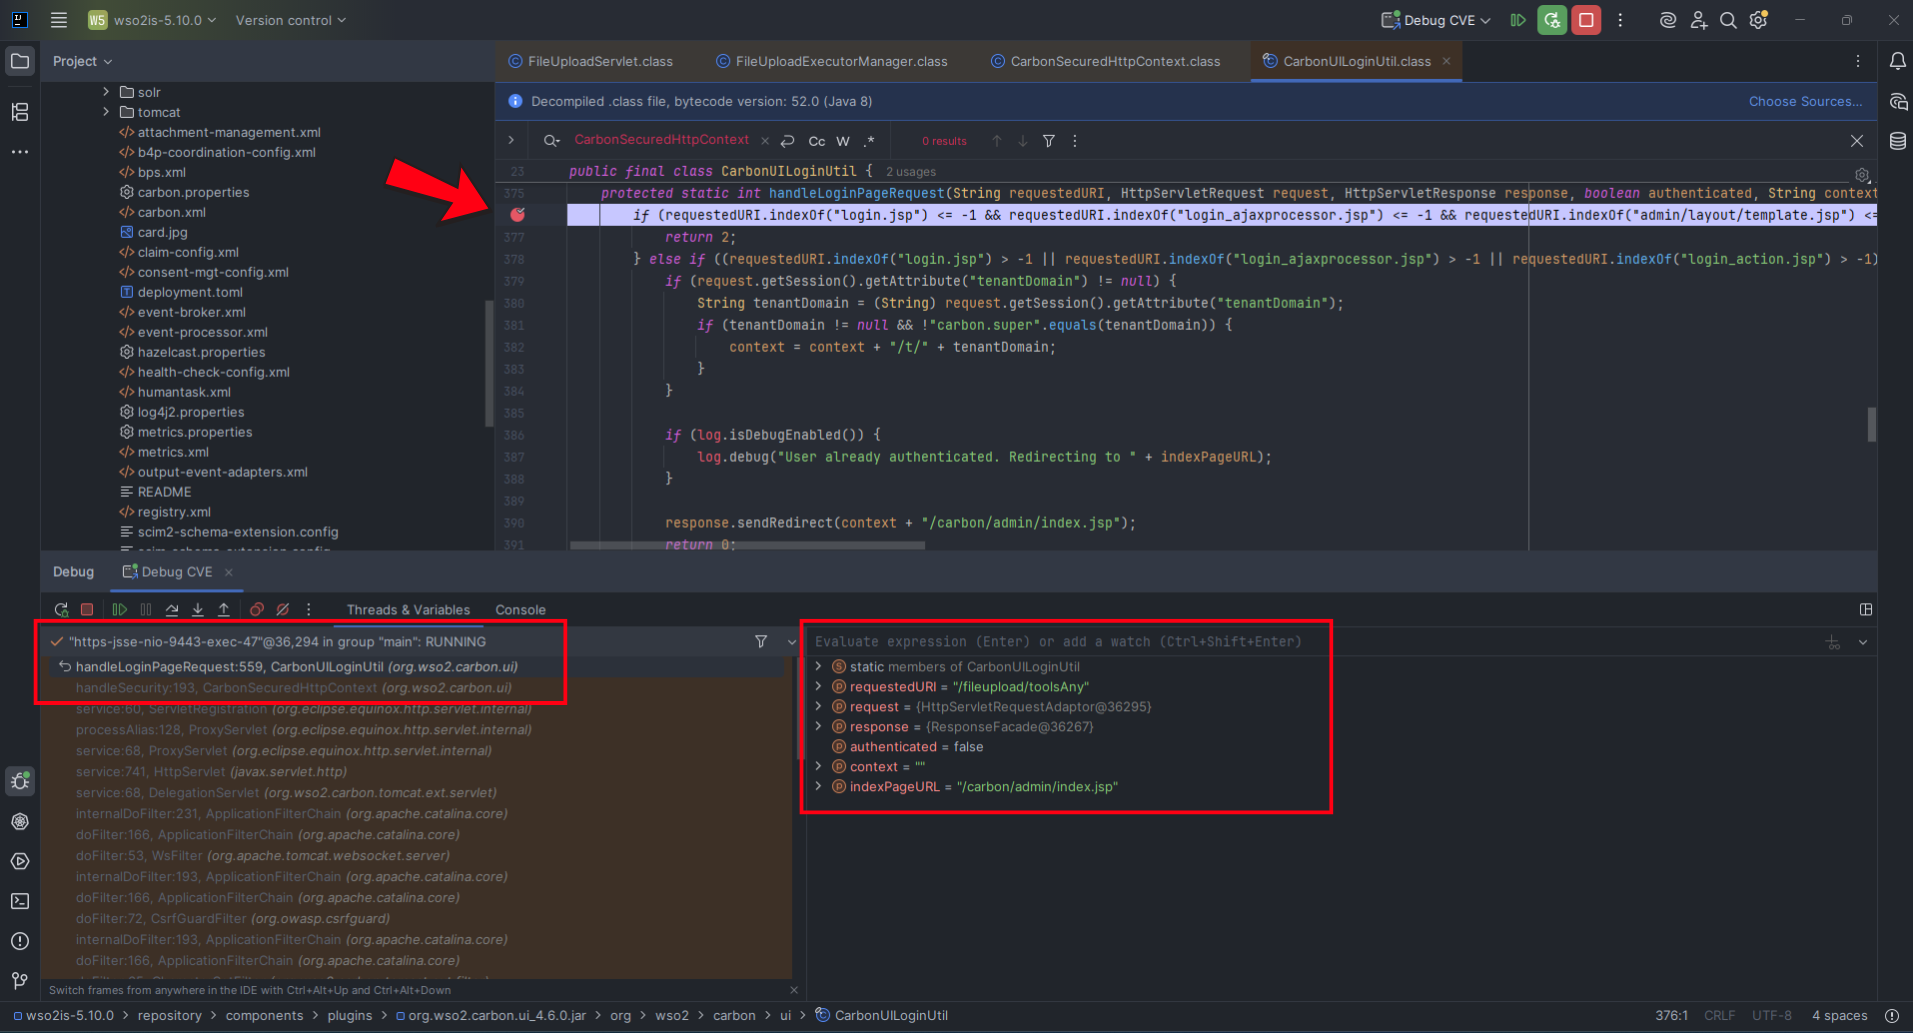 W5 wso2is-5.10.0 Version control Debug CVE
Project
FileUploadServlet.class FileUploadExecutorManager.class CarbonSecuredHttpContext.class CarbonUILoginUtil.class
Decompiled .class file, bytecode version: 52.0 (Java 8) Choose Sources...
CarbonSecuredHttpContext Cc W .* 0 results
solr
tomcat
attachment-management.xml
b4p-coordination-config.xml
bps.xml
carbon.properties
carbon.xml
card.jpg
claim-config.xml
consent-mgt-config.xml
deployment.toml
event-broker.xml
event-processor.xml
hazelcast.properties
health-check-config.xml
humantask.xml
log4j2.properties
metrics.properties
metrics.xml
output-event-adapters.xml
README
registry.xml
scim2-schema-extension.config
23 public final class CarbonUILoginUtil { 2 usages
375 protected static int handleLoginPageRequest(String requestedURI, HttpServletRequest request, HttpServletResponse response, boolean authenticated, String context
if (requestedURI.indexOf("login.jsp") <= -1 && requestedURI.indexOf("login_ajaxprocessor.jsp") <= -1 && requestedURI.indexOf("admin/layout/template.jsp") <=
377 return 2;
378 } else if ((requestedURI.indexOf("login.jsp") > -1 || requestedURI.indexOf("login_ajaxprocessor.jsp") > -1 || requestedURI.indexOf("login_action.jsp") > -1)
379 if (request.getSession().getAttribute("tenantDomain") != null) {
380 String tenantDomain = (String) request.getSession().getAttribute("tenantDomain");
381 if (tenantDomain != null && !"carbon.super".equals(tenantDomain)) {
382 context = context + "/t/" + tenantDomain;
383 }
384 }
385
386 if (log.isDebugEnabled()) {
387 log.debug("User already authenticated. Redirecting to " + indexPageURL);
388 }
389
390 response.sendRedirect(context + "/carbon/admin/index.jsp");
391 return 0;
Debug Debug CVE
Threads & Variables Console
"https-jsse-nio-9443-exec-47"@36,294 in group "main": RUNNING
handleLoginPageRequest:559, CarbonUILoginUtil (org.wso2.carbon.ui)
handleSecurity:193, CarbonSecuredHttpContext (org.wso2.carbon.ui)
service:60, ServletRegistration (org.eclipse.equinox.http.servlet.internal)
processAlias:128, ProxyServlet (org.eclipse.equinox.http.servlet.internal)
service:68, ProxyServlet (org.eclipse.equinox.http.servlet.internal)
service:741, HttpServlet (javax.servlet.http)
service:68, DelegationServlet (org.wso2.carbon.tomcat.ext.servlet)
internalDoFilter:231, ApplicationFilterChain (org.apache.catalina.core)
doFilter:166, ApplicationFilterChain (org.apache.catalina.core)
doFilter:53, WsFilter (org.apache.tomcat.websocket.server)
internalDoFilter:193, ApplicationFilterChain (org.apache.catalina.core)
doFilter:166, ApplicationFilterChain (org.apache.catalina.core)
doFilter:72, CsrfGuardFilter (org.owasp.csrfguard)
internalDoFilter:193, ApplicationFilterChain (org.apache.catalina.core)
doFilter:166, ApplicationFilterChain (org.apache.catalina.core)
Switch frames from anywhere in the IDE with Ctrl+Alt+Up and Ctrl+Alt+Down
Evaluate expression (Enter) or add a watch (Ctrl+Shift+Enter)
static members of CarbonUILoginUtil
requestedURI = "/fileupload/toolsAny"
request = {HttpServletRequestAdaptor@36295}
response = {ResponseFacade@36267}
authenticated = false
context = ""
indexPageURL = "/carbon/admin/index.jsp"
wso2is-5.10.0 > repository > components > plugins > org.wso2.carbon.ui_4.6.0.jar > org > wso2 > carbon > ui > CarbonUILoginUtil 376:1 CRLF UTF-8 4 spaces